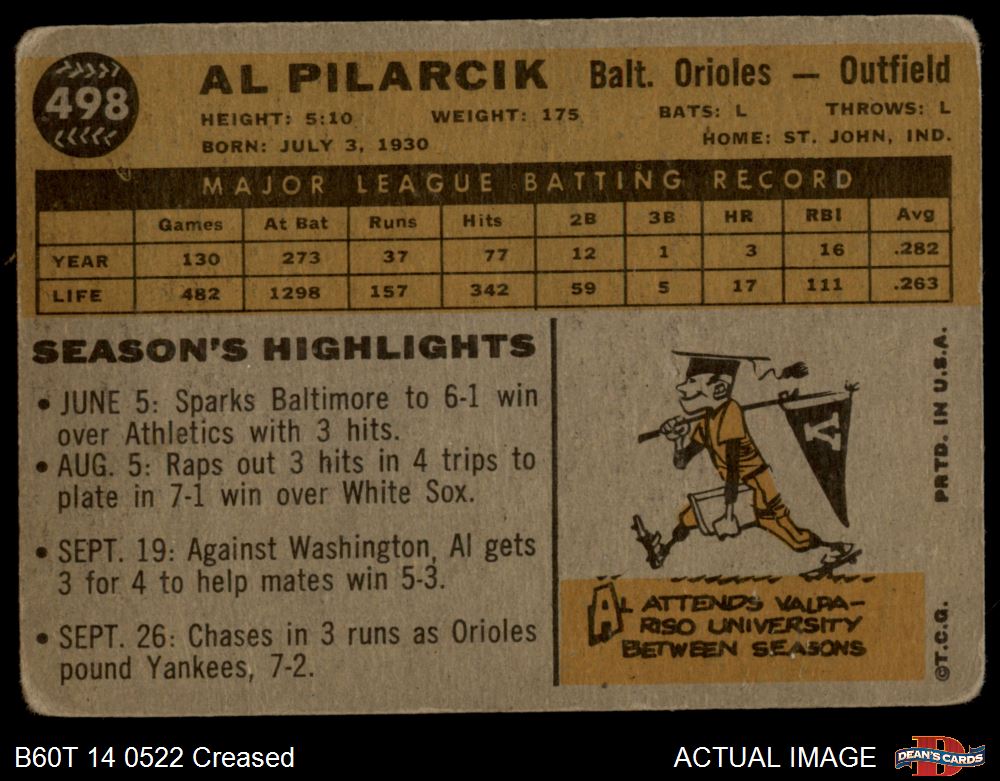 498
AL PILARCIK Balt. Orioles — Outfield
HEIGHT: 5:10 WEIGHT: 175 BATS: L THROWS: L
BORN: JULY 3, 1930 HOME: ST. JOHN, IND.
MAJOR LEAGUE BATTING RECORD
Games At Bat Runs Hits 2B 3B HR RBI Avg
YEAR 130 273 37 77 12 1 3 16 .282
LIFE 482 1298 157 342 59 5 17 111 .263
SEASON'S HIGHLIGHTS
• JUNE 5: Sparks Baltimore to 6-1 win
over Athletics with 3 hits.
• AUG. 5: Raps out 3 hits in 4 trips to
plate in 7-1 win over White Sox.
• SEPT. 19: Against Washington, Al gets
3 for 4 to help mates win 5-3.
• SEPT. 26: Chases in 3 runs as Orioles
pound Yankees, 7-2.
V
AL ATTENDS VALPA-
RISO UNIVERSITY
BETWEEN SEASONS
©T.C.G. PRTD. IN U.S.A.
B60T 14 0522 Creased
ACTUAL IMAGE
D
DEAN'S CARDS